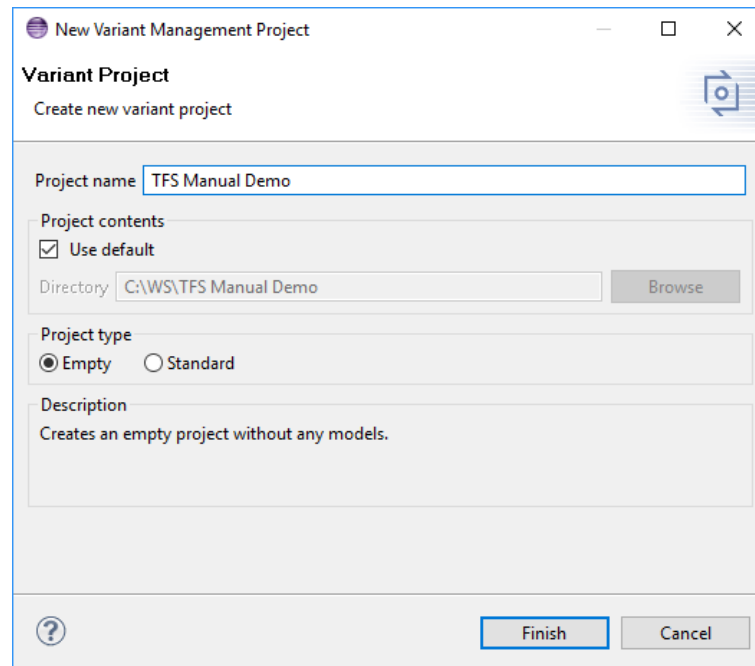 New Variant Management Project
Variant Project
Create new variant project
Project name TFS Manual Demo
Project contents
Use default
Directory C:\WS\TFS Manual Demo Browse
Project type
Empty Standard
Description
Creates an empty project without any models.
? Finish Cancel